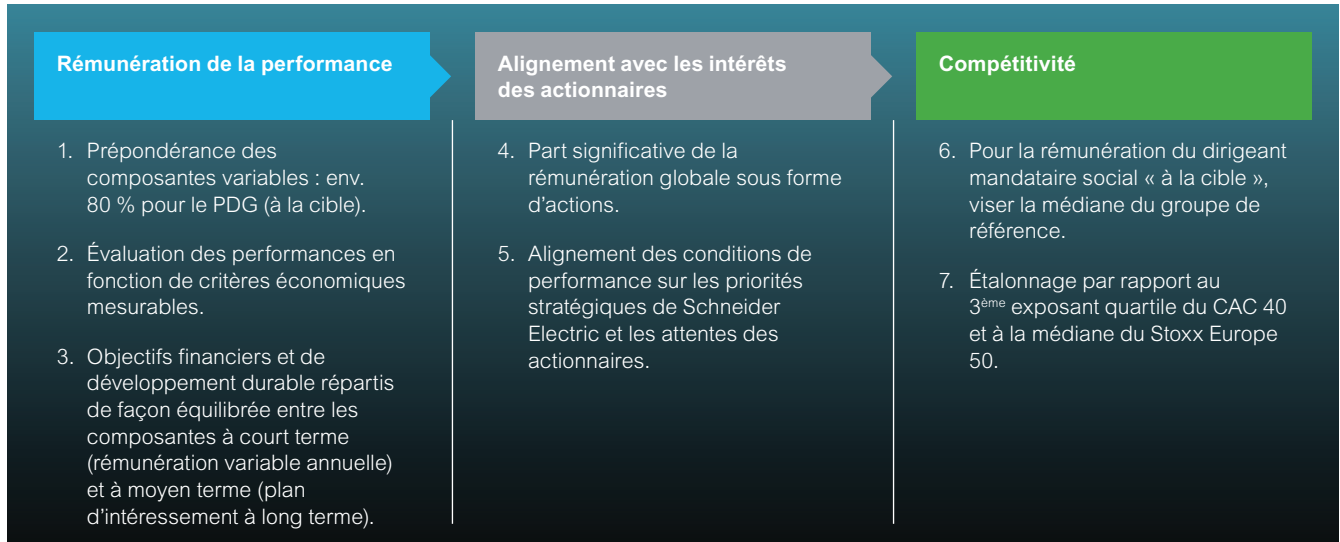 Rémunération de la performance
1. Prépondérance des
composantes variables : env.
80 % pour le PDG (à la cible).
2. Évaluation des performances en
fonction de critères économiques
mesurables.
3. Objectifs financiers et de
développement durable répartis
de façon équilibrée entre les
composantes à court terme
(rémunération variable annuelle)
et à moyen terme (plan
d'intéressement à long terme).
Alignement avec les intérêts
des actionnaires
4. Part significative de la
rémunération globale sous forme
d'actions.
5. Alignement des conditions de
performance sur les priorités
stratégiques de Schneider
Electric et les attentes des
actionnaires.
Compétitivité
6. Pour la rémunération du dirigeant
mandataire social « à la cible »,
viser la médiane du groupe de
référence.
7. Étalonnage par rapport au
3ème exposant quartile du CAC 40
et à la médiane du Stoxx Europe
50.